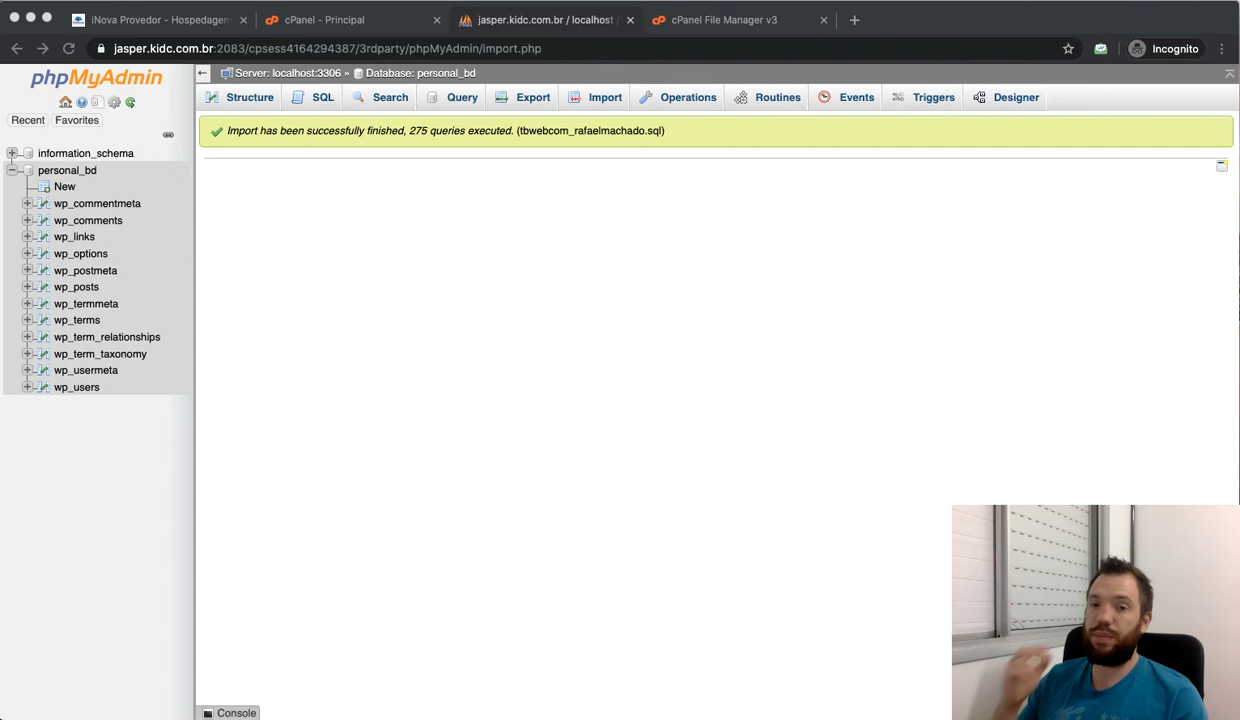 iNova Provedor - Hospedagem
cPanel - Principal
jasper.kidc.com.br / localhost
cPanel File Manager v3
jasper.kidc.com.br:2083/cpsess4164294387/3rdparty/phpMyAdmin/import.php
Incognito
phpMyAdmin
Server: localhost:3306 » Database: personal_bd
Structure
SQL
Search
Query
Export
Import
Operations
Routines
Events
Triggers
Designer
Recent
Favorites
Import has been successfully finished, 275 queries executed. (tbwebcom_rafaelmachado.sql)
information_schema
personal_bd
New
wp_commentmeta
wp_comments
wp_links
wp_options
wp_postmeta
wp_posts
wp_termmeta
wp_terms
wp_term_relationships
wp_term_taxonomy
wp_usermeta
wp_users
Console